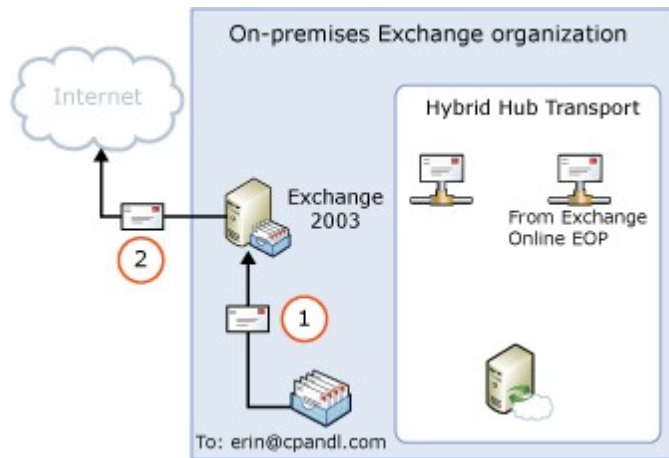 On-premises Exchange organization
Internet
Hybrid Hub Transport
Exchange
2003
From Exchange
Online EOP
2
1
To: erin@cpandl.com